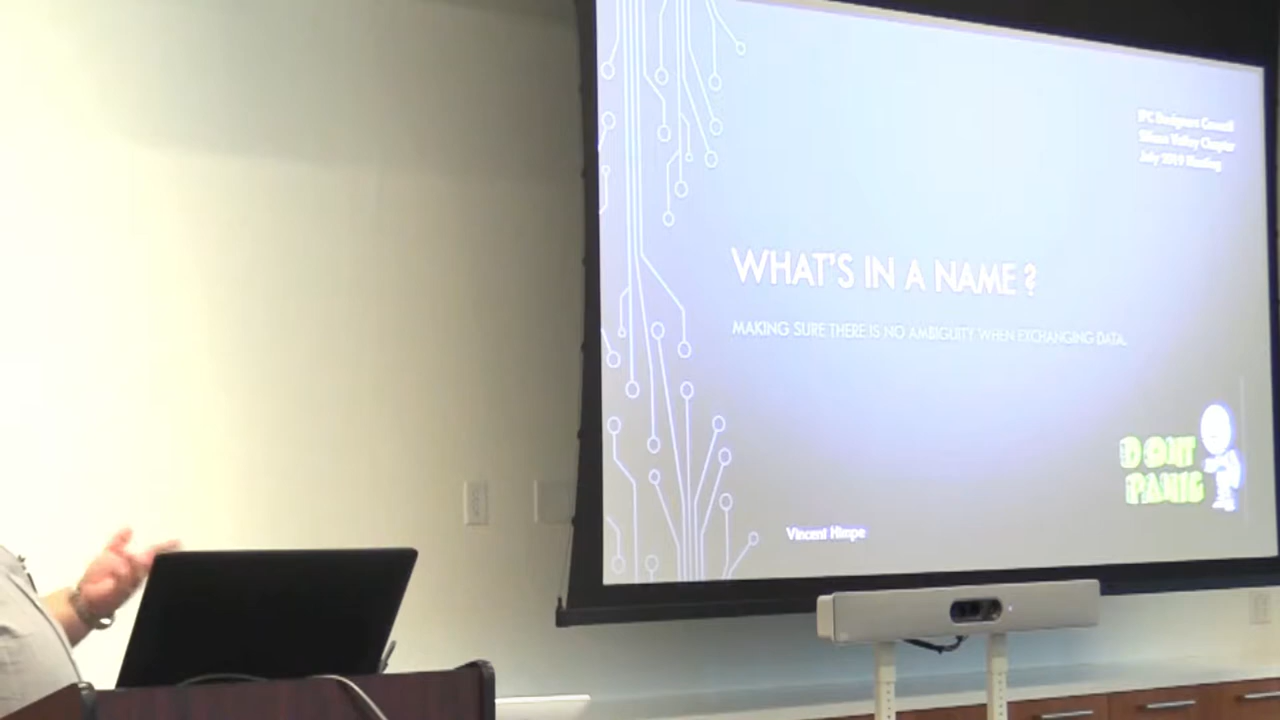 IPC Designers Council
Silicon Valley Chapter
July 2019 Meeting
WHAT'S IN A NAME ?
MAKING SURE THERE IS NO AMBIGUITY WHEN EXCHANGING DATA.
DON'T
PANIC
Vincent Himpe